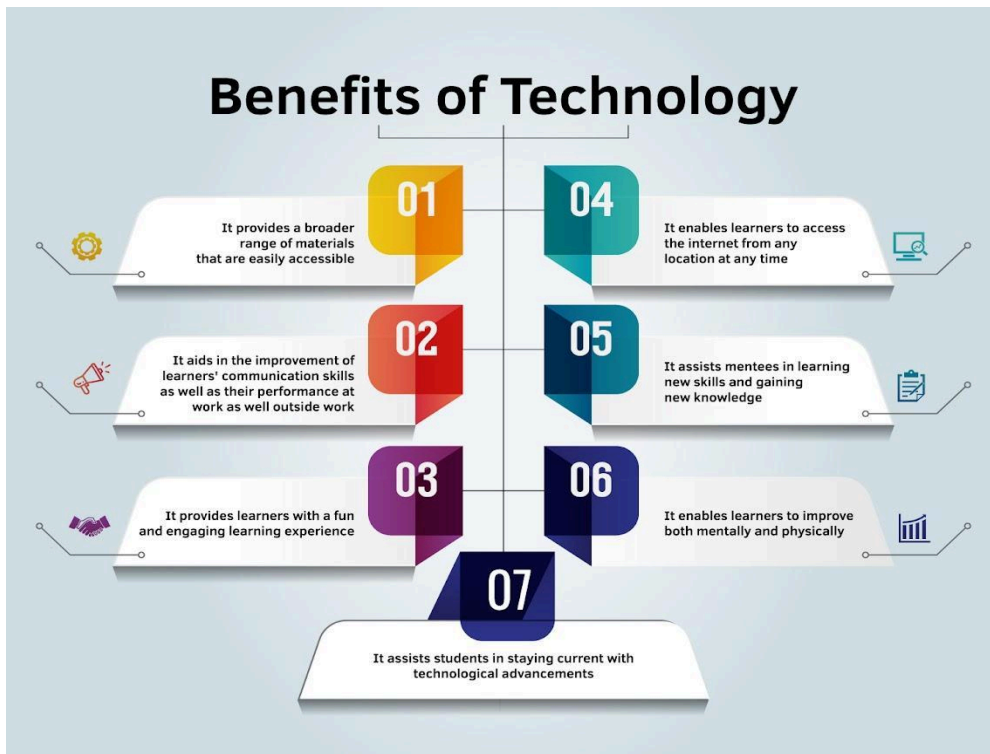 Benefits of Technology
01
It provides a broader
range of materials
that are easily accessible
02
It aids in the improvement of
learners' communication skills
as well as their performance at
work as well outside work
03
It provides learners with a fun
and engaging learning experience
04
It enables learners to access
the internet from any
location at any time
05
It assists mentees in learning
new skills and gaining
new knowledge
06
It enables learners to improve
both mentally and physically
07
It assists students in staying current with
technological advancements